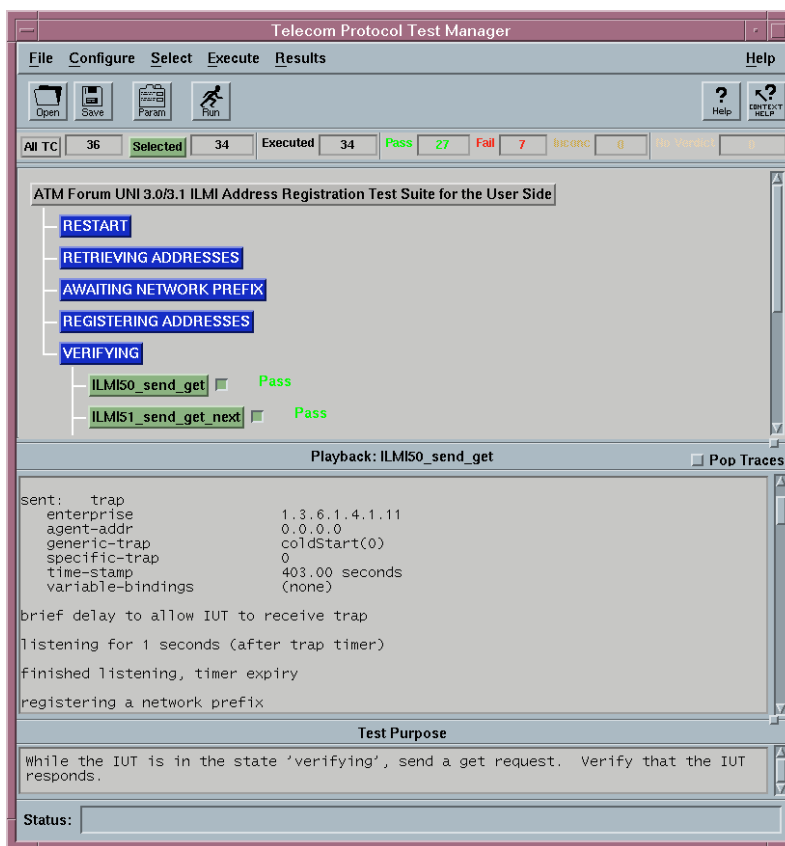 Telecom Protocol Test Manager
File Configure Select Execute Results Help
Open Save Param Run Help CONTEXT HELP
All TC 36 Selected 34 Executed 34 Pass 27 Fail 7 Inconc 0 No Verdict 0
ATM Forum UNI 3.0/3.1 ILMI Address Registration Test Suite for the User Side
RESTART
RETRIEVING ADDRESSES
AWAITING NETWORK PREFIX
REGISTERING ADDRESSES
VERIFYING
ILMI50_send_get Pass
ILMI51_send_get_next Pass
Playback: ILMI50_send_get Pop Traces
sent: trap
enterprise 1.3.6.1.4.1.11
agent-addr 0.0.0.0
generic-trap coldStart(0)
specific-trap 0
time-stamp 403.00 seconds
variable-bindings (none)
brief delay to allow IUT to receive trap
listening for 1 seconds (after trap timer)
finished listening, timer expiry
registering a network prefix
Test Purpose
While the IUT is in the state 'verifying', send a get request. Verify that the IUT
responds.
Status: